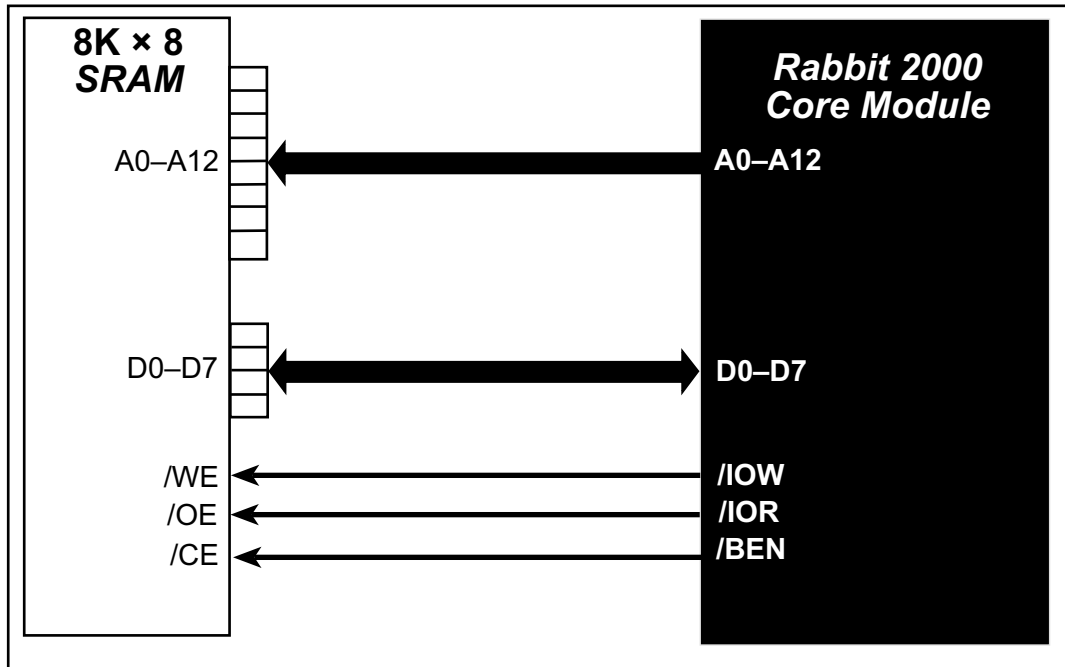 8K × 8
SRAM
Rabbit 2000
Core Module
A0–A12
A0–A12
D0–D7
D0–D7
/WE
/IOW
/OE
/IOR
/CE
/BEN